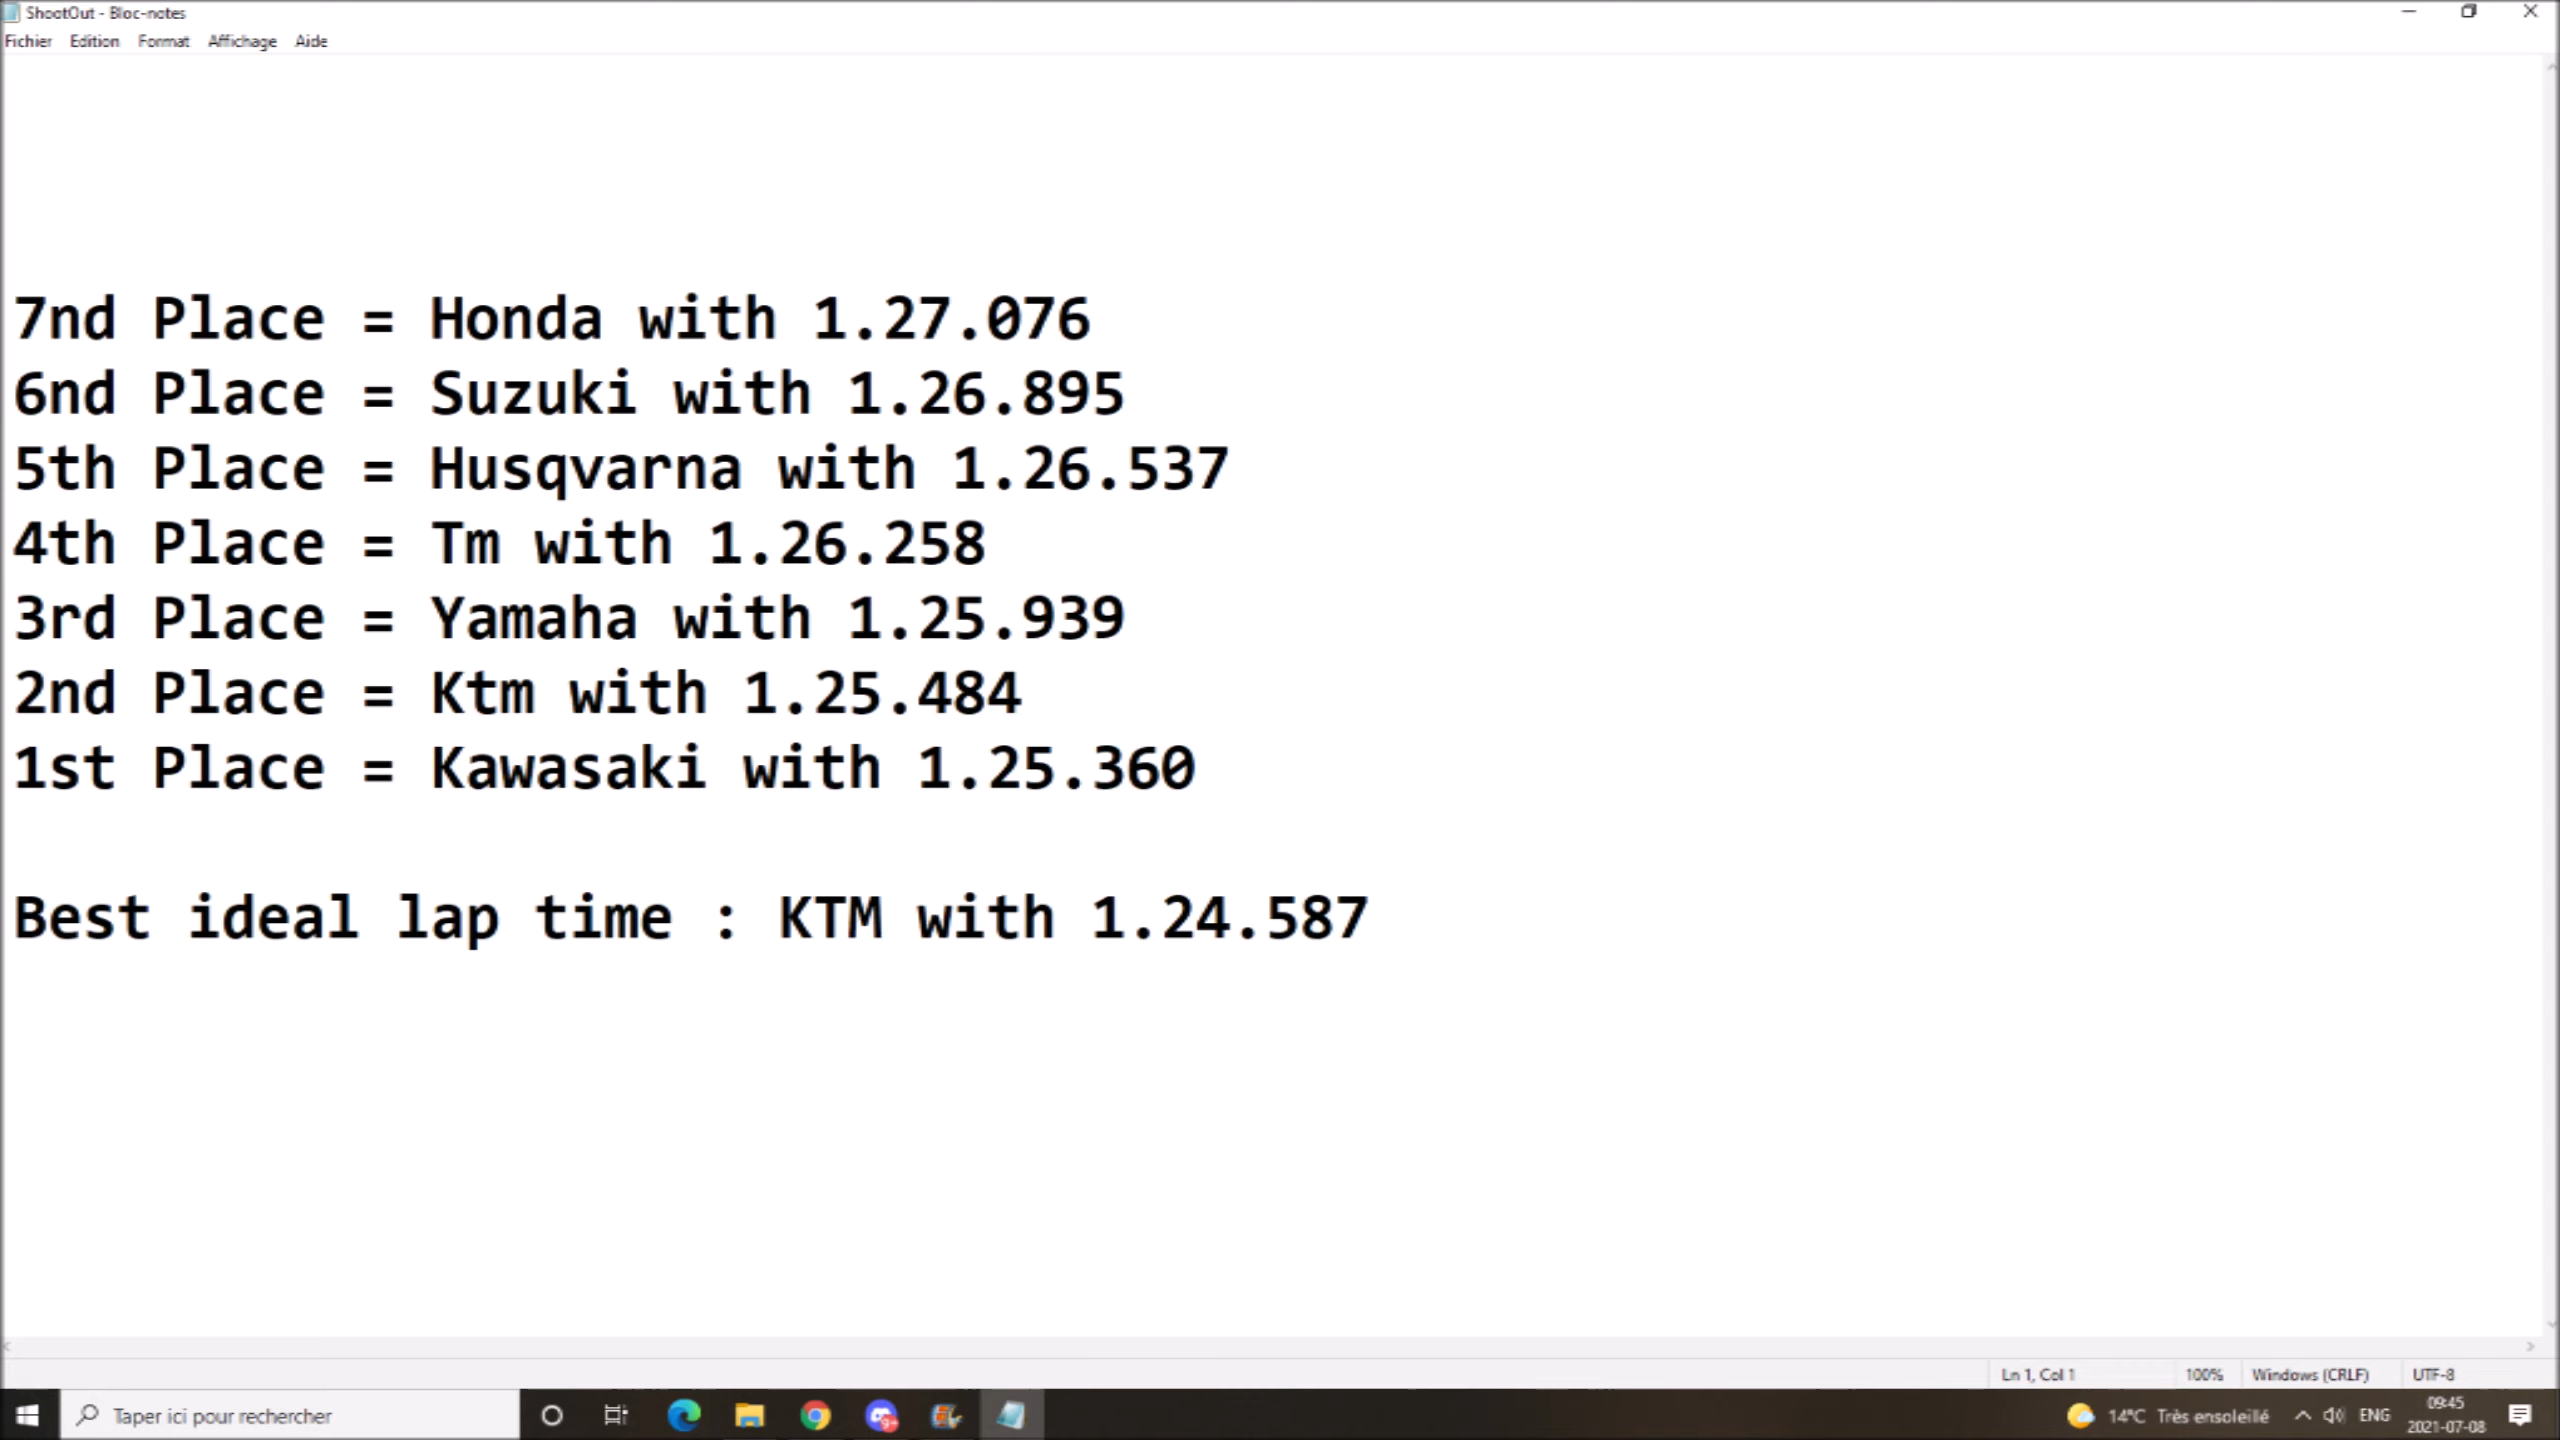 ShootOut - Bloc-notes
Fichier Edition Format Affichage Aide
7nd Place = Honda with 1.27.076
6nd Place = Suzuki with 1.26.895
5th Place = Husqvarna with 1.26.537
4th Place = Tm with 1.26.258
3rd Place = Yamaha with 1.25.939
2nd Place = Ktm with 1.25.484
1st Place = Kawasaki with 1.25.360
Best ideal lap time : KTM with 1.24.587
Ln 1, Col 1 100% Windows (CRLF) UTF-8
Taper ici pour rechercher 9+ 14°C Très ensoleillé ENG 09:45
2021-07-08